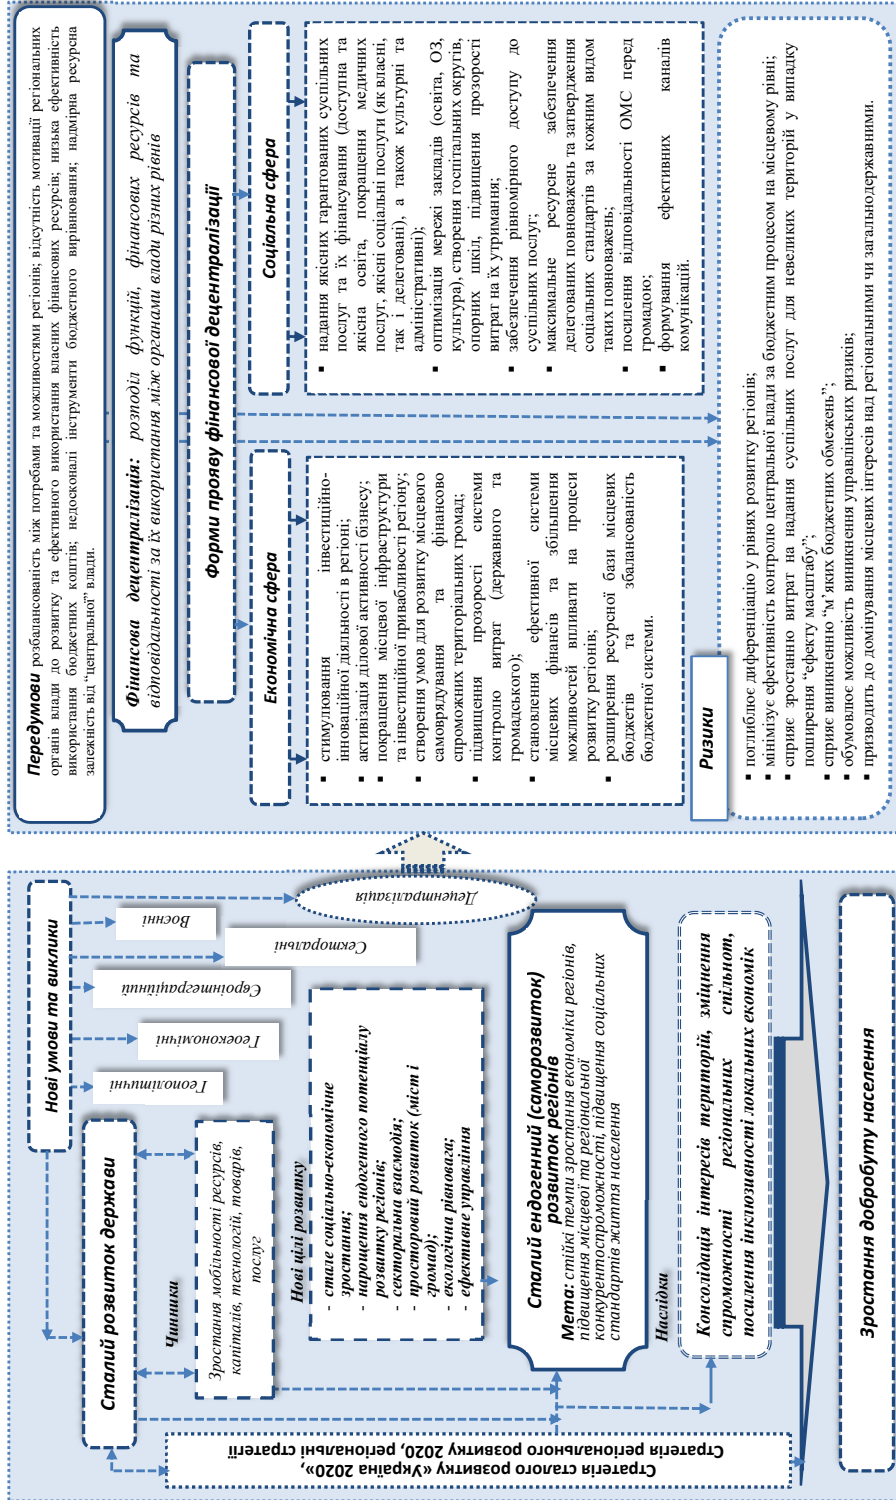 Нові умови та виклики
Геополітичні
Геоекономічні
Євроінтеграційний
Секторальні
Воєнні
Децентралізація
Сталий розвиток держави
Чинники
Зростання мобільності ресурсів,
капіталів, технологій, товарів,
послуг
Нові цілі розвитку
- стале соціально-економічне
зростання;
- нарощення ендогенного потенціалу
розвитку регіонів;
- секторальна взаємодія;
- просторовий розвиток (міст і
громад);
- екологічна рівновага;
- ефективне управління
Стратегія сталого розвитку «Україна 2020»,
Стратегія регіонального розвитку 2020, регіональні стратегії
Сталий ендогенний (саморозвиток)
розвиток регіонів
Мета: стійкі темпи зростання економіки регіонів,
підвищення місцевої та регіональної
конкурентоспроможності, підвищення соціальних
стандартів життя населення
Наслідки
Консолідація інтересів територій, зміцнення
спроможності регіональних спільнот,
посилення інклюзивності локальних економік
Зростання добробуту населення
Передумови розбалансованість між потребами та можливостями регіонів; відсутність мотивації регіональних
органів влади до розвитку та ефективного використання власних фінансових ресурсів; низька ефективність
використання бюджетних коштів; недосконалі інструменти бюджетного вирівнювання; надмірна ресурсна
залежність від “центральної” влади.
Фінансова децентралізація: розподіл функцій, фінансових ресурсів та
відповідальності за їх використання між органами влади різних рівнів
Форми прояву фінансової децентралізації
Економічна сфера
▪ стимулювання інвестиційно-
інноваційної діяльності в регіоні;
▪ активізація ділової активності бізнесу;
▪ покращення місцевої інфраструктури
та інвестиційної привабливості регіону;
▪ створення умов для розвитку місцевого
самоврядування та фінансово
спроможних територіальних громад;
▪ підвищення прозорості системи
контролю витрат (державного та
громадського);
▪ становлення ефективної системи
місцевих фінансів та збільшення
можливостей впливати на процеси
розвитку регіонів;
▪ розширення ресурсної бази місцевих
бюджетів та збалансованість
бюджетної системи.
Соціальна сфера
▪ надання якісних гарантованих суспільних
послуг та їх фінансування (доступна та
якісна освіта, покращення медичних
послуг, якісні соціальні послуги (як власні,
так і делеговані), а також культурні та
адміністративні);
▪ оптимізація мережі закладів (освіта, ОЗ,
культура), створення госпітальних округів,
опорних шкіл, підвищення прозорості
витрат на їх утримання;
▪ забезпечення рівномірного доступу до
суспільних послуг;
▪ максимальне ресурсне забезпечення
делегованих повноважень та затвердження
соціальних стандартів за кожним видом
таких повноважень;
▪ посилення відповідальності ОМС перед
громадою;
▪ формування ефективних каналів
комунікацій.
Ризики
▪ поглиблює диференціацію у рівнях розвитку регіонів;
▪ мінімізує ефективність контролю центральної влади за бюджетним процесом на місцевому рівні;
▪ сприяє зростанню витрат на надання суспільних послуг для невеликих територій у випадку
поширення “ефекту масштабу”;
▪ сприяє виникненню “м’яких бюджетних обмежень”;
▪ обумовлює можливість виникнення управлінських ризиків;
▪ призводить до домінування місцевих інтересів над регіональними чи загальнодержавними.